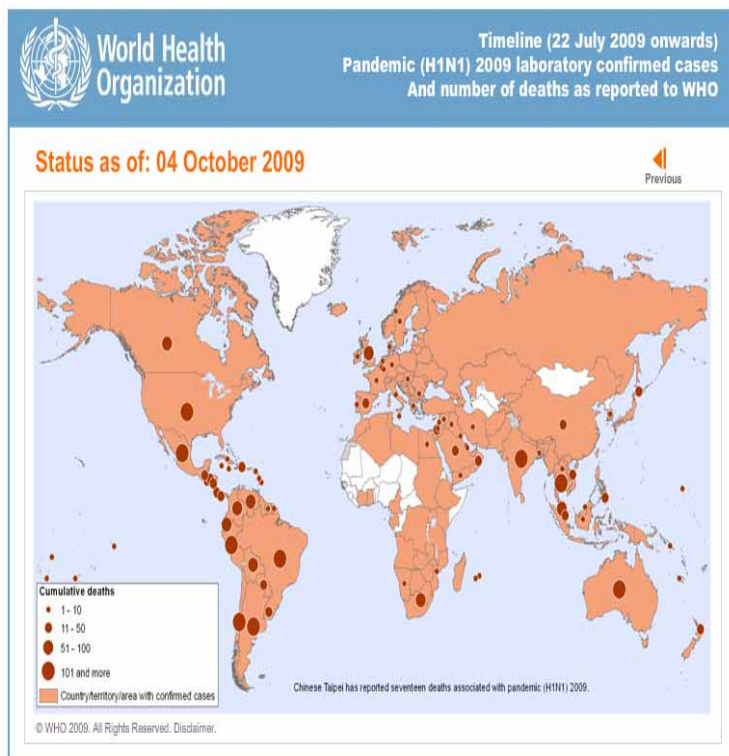 World Health
Organization
Timeline (22 July 2009 onwards)
Pandemic (H1N1) 2009 laboratory confirmed cases
And number of deaths as reported to WHO
Status as of: 04 October 2009
Previous
Cumulative deaths
1 - 10
11 - 50
51 - 100
101 and more
Country/territory/area with confirmed cases
Chinese Taipei has reported seventeen deaths associated with pandemic (H1N1) 2009.
© WHO 2009. All Rights Reserved. Disclaimer.